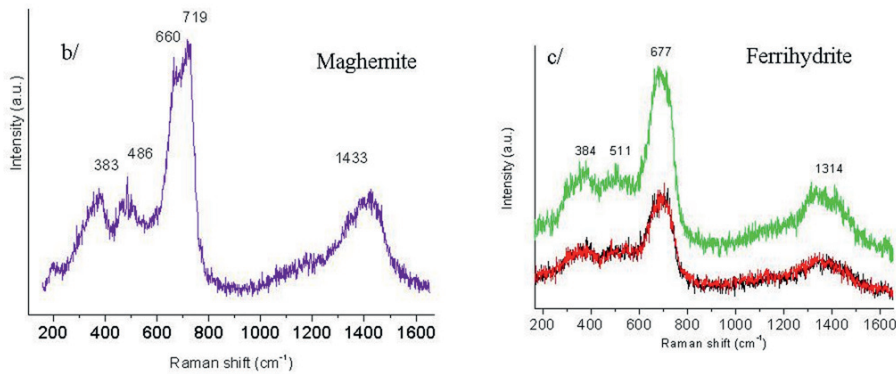 b/
Maghemite
719
660
383
486
1433
Intensity (a.u.)
200 400 600 800 1000 1200 1400 1600
Raman shift (cm⁻¹)
c/
Ferrihydrite
677
384
511
1314
Intensity (a.u.)
200 400 600 800 1000 1200 1400 1600
Raman shift (cm⁻¹)